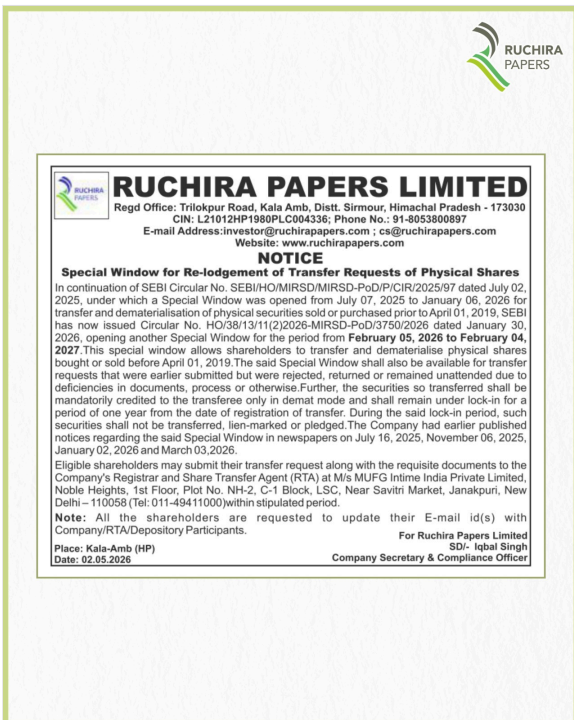 RUCHIRA
PAPERS
RUCHIRA
PAPERS
RUCHIRA PAPERS LIMITED
Regd Office: Trilokpur Road, Kala Amb, Distt. Sirmour, Himachal Pradesh - 173030
CIN: L21012HP1980PLC004336; Phone No.: 91-8053800897
E-mail Address:investor@ruchirapapers.com ; cs@ruchirapapers.com
Website: www.ruchirapapers.com
NOTICE
Special Window for Re-lodgement of Transfer Requests of Physical Shares
In continuation of SEBI Circular No. SEBI/HO/MIRSD/MIRSD-PoD/P/CIR/2025/97 dated July 02,
2025, under which a Special Window was opened from July 07, 2025 to January 06, 2026 for
transfer and dematerialisation of physical securities sold or purchased prior to April 01, 2019, SEBI
has now issued Circular No. HO/38/13/11(2)2026-MIRSD-PoD/3750/2026 dated January 30,
2026, opening another Special Window for the period from February 05, 2026 to February 04,
2027.This special window allows shareholders to transfer and dematerialise physical shares
bought or sold before April 01, 2019.The said Special Window shall also be available for transfer
requests that were earlier submitted but were rejected, returned or remained unattended due to
deficiencies in documents, process or otherwise.Further, the securities so transferred shall be
mandatorily credited to the transferee only in demat mode and shall remain under lock-in for a
period of one year from the date of registration of transfer. During the said lock-in period, such
securities shall not be transferred, lien-marked or pledged.The Company had earlier published
notices regarding the said Special Window in newspapers on July 16, 2025, November 06, 2025,
January 02, 2026 and March 03,2026.
Eligible shareholders may submit their transfer request along with the requisite documents to the
Company's Registrar and Share Transfer Agent (RTA) at M/s MUFG Intime India Private Limited,
Noble Heights, 1st Floor, Plot No. NH-2, C-1 Block, LSC, Near Savitri Market, Janakpuri, New
Delhi – 110058 (Tel: 011-49411000)within stipulated period.
Note: All the shareholders are requested to update their E-mail id(s) with
Company/RTA/Depository Participants.
For Ruchira Papers Limited
Place: Kala-Amb (HP) SD/- Iqbal Singh
Date: 02.05.2026 Company Secretary & Compliance Officer